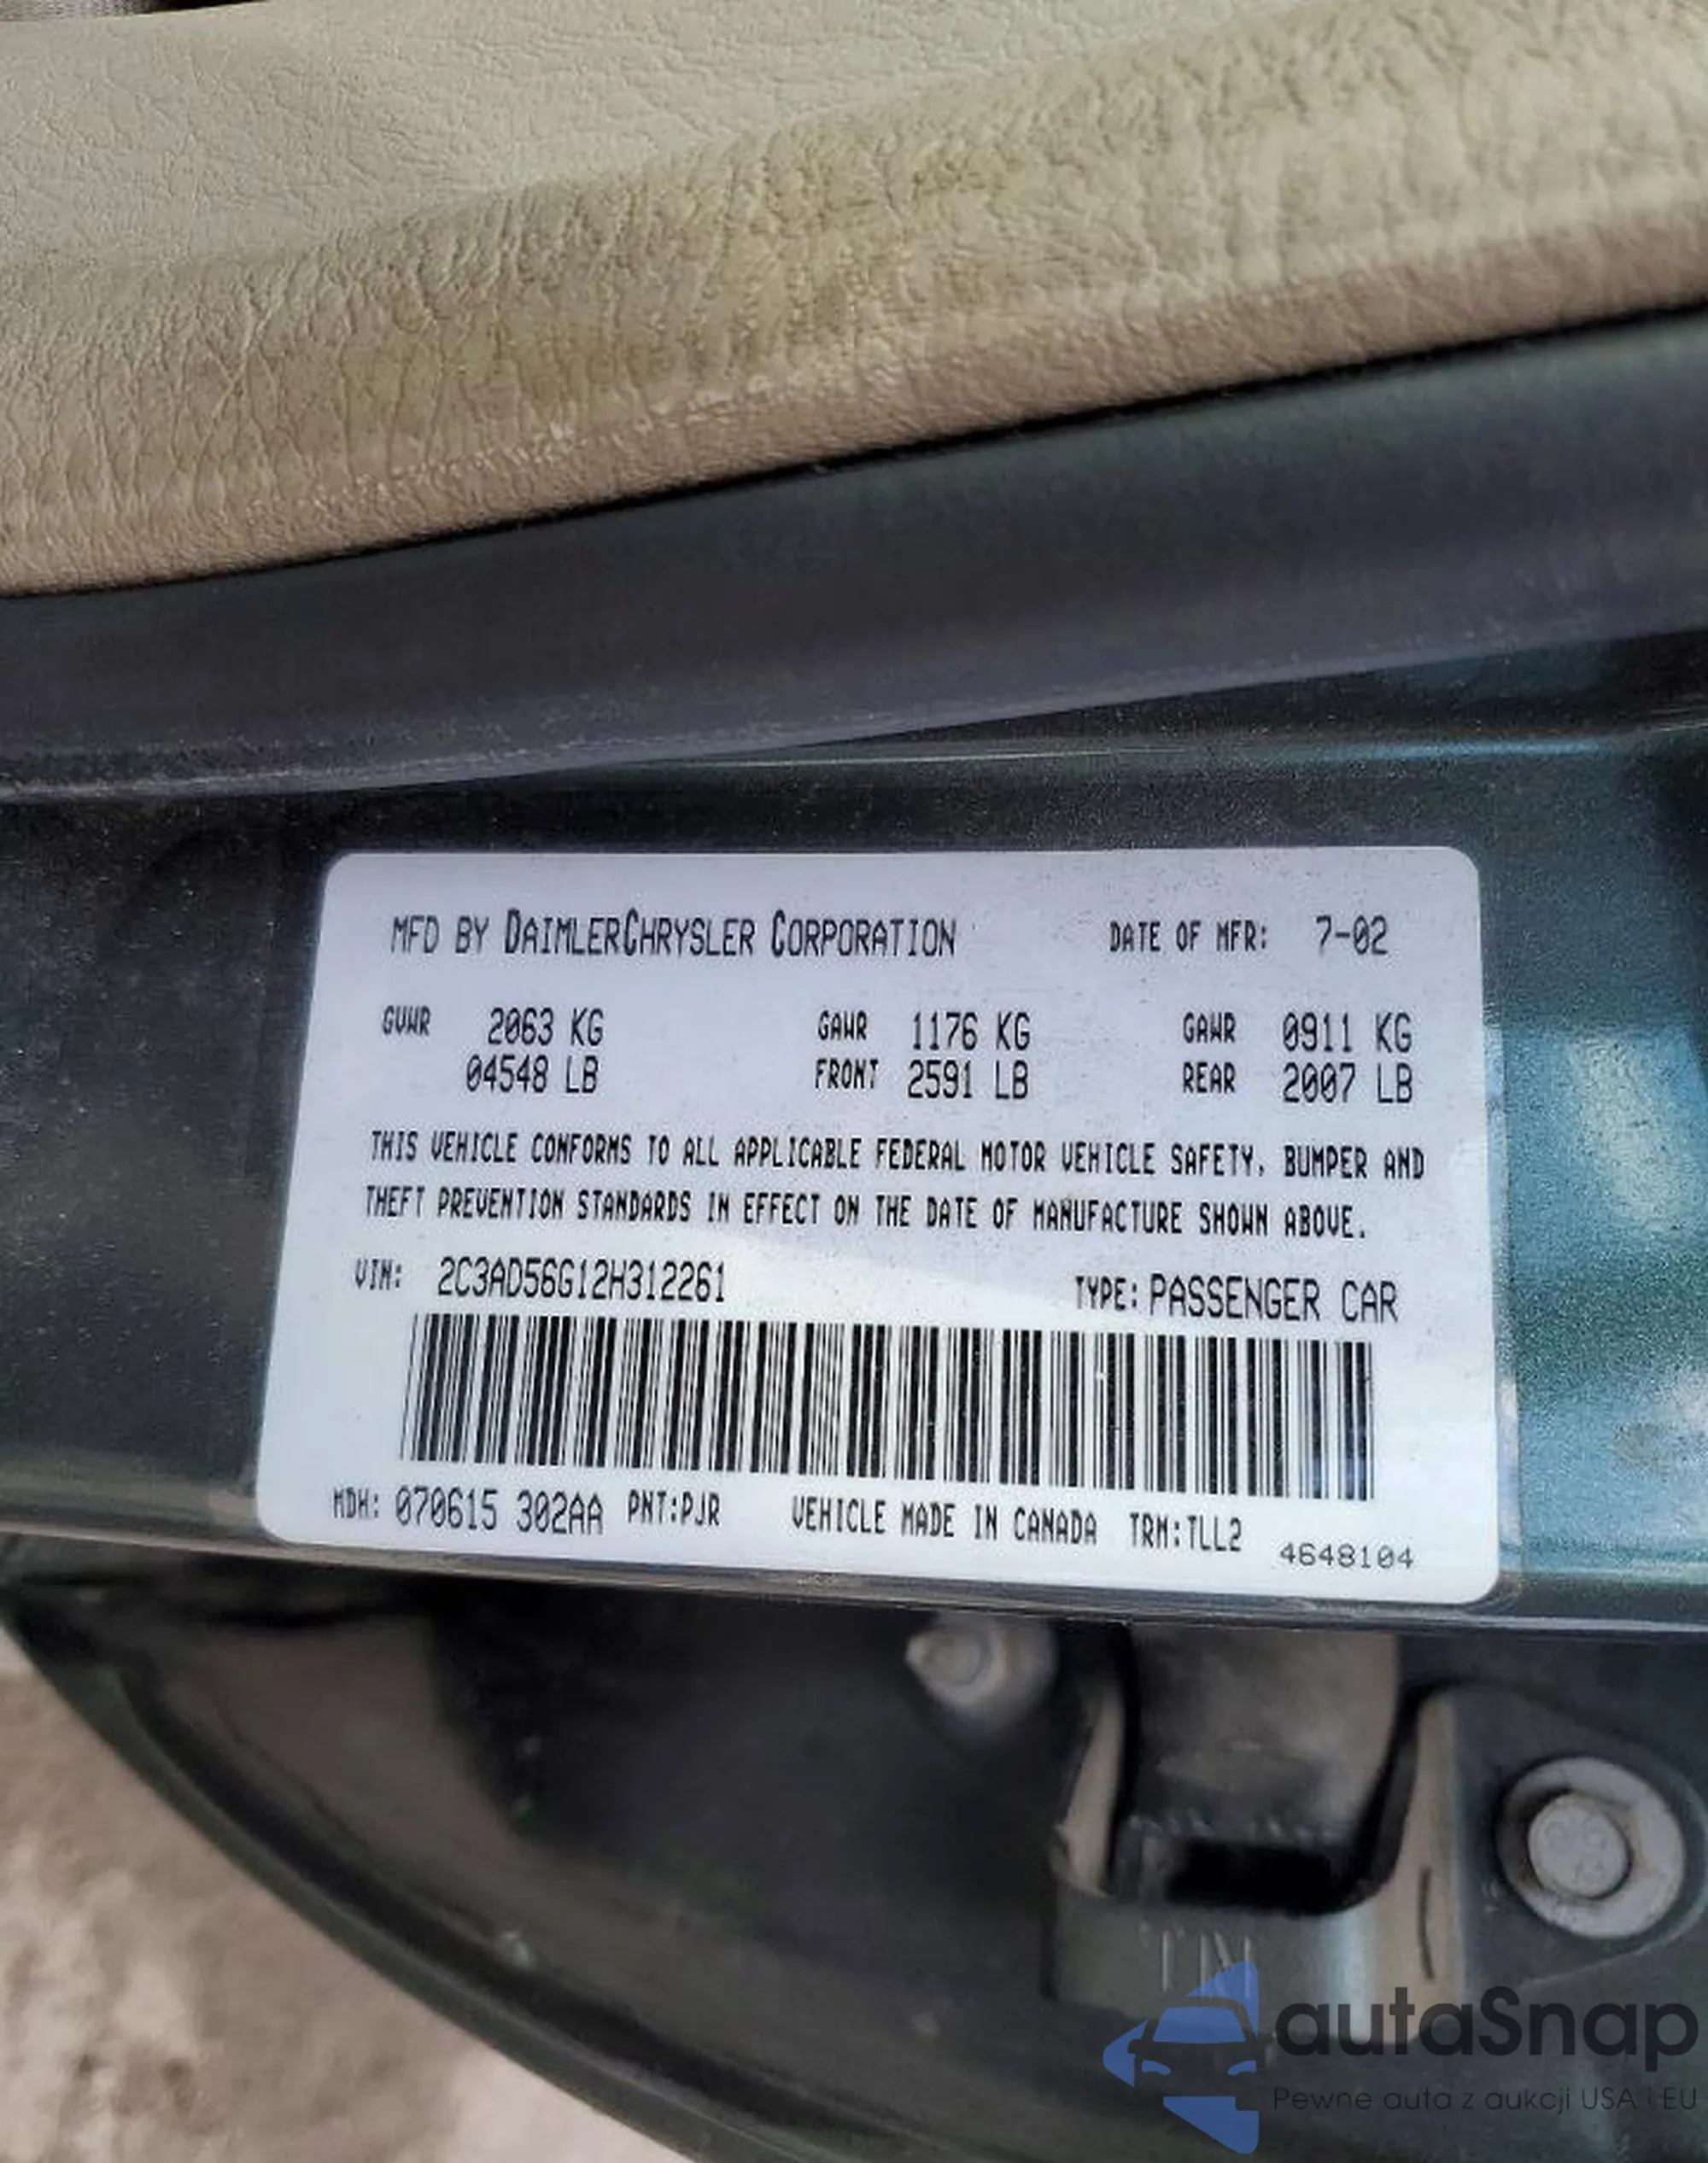 MFD BY DAIMLERCHRYSLER CORPORATION DATE OF MFR: 7-02
GVWR 2063 KG GAWR 1176 KG GAWR 0911 KG
04548 LB FRONT 2591 LB REAR 2007 LB
THIS VEHICLE CONFORMS TO ALL APPLICABLE FEDERAL MOTOR VEHICLE SAFETY, BUMPER AND
THEFT PREVENTION STANDARDS IN EFFECT ON THE DATE OF MANUFACTURE SHOWN ABOVE.
VIN: 2C3AD56G12H312261 TYPE: PASSENGER CAR
MDH: 070615 302AA PNT:PJR VEHICLE MADE IN CANADA TRM:TLL2 4648104
autaSnap
Pewne auta z aukcji USA i EU